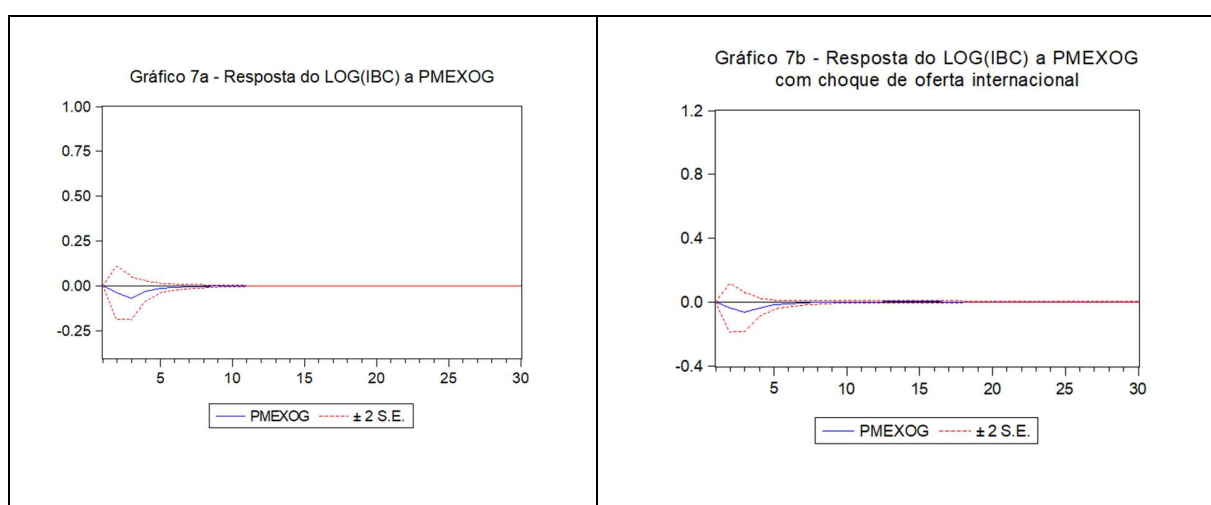 Gráfico 7a - Resposta do LOG(IBC) a PMEXOG
1.00
0.75
0.50
0.25
0.00
-0.25
5 10 15 20 25 30
PMEXOG ± 2 S.E.
Gráfico 7b - Resposta do LOG(IBC) a PMEXOG
com choque de oferta internacional
1.2
0.8
0.4
0.0
-0.4
5 10 15 20 25 30
PMEXOG ± 2 S.E.